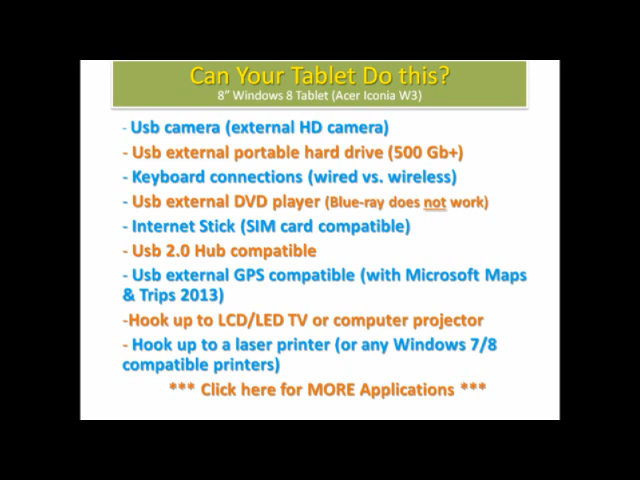 Can Your Tablet Do this?
8” Windows 8 Tablet (Acer Iconia W3)
- Usb camera (external HD camera)
- Usb external portable hard drive (500 Gb+)
- Keyboard connections (wired vs. wireless)
- Usb external DVD player (Blue-ray does not work)
- Internet Stick (SIM card compatible)
- Usb 2.0 Hub compatible
- Usb external GPS compatible (with Microsoft Maps
& Trips 2013)
-Hook up to LCD/LED TV or computer projector
- Hook up to a laser printer (or any Windows 7/8
compatible printers)
*** Click here for MORE Applications ***